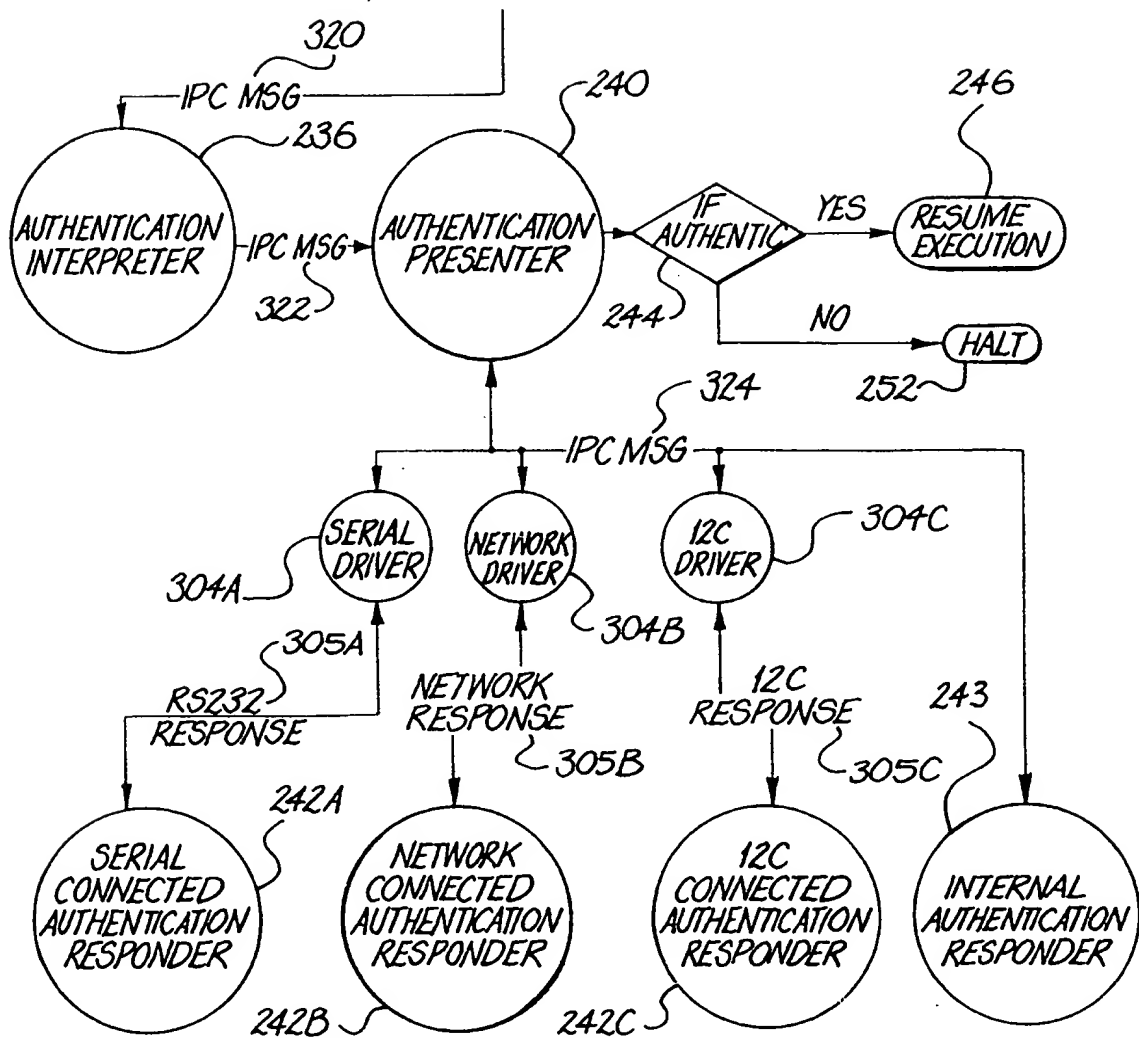 320
IPC MSG
236
240
246
AUTHENTICATION
INTERPRETER
IPC MSG
322
AUTHENTICATION
PRESENTER
IF
AUTHENTIC
244
YES
RESUME
EXECUTION
NO
HALT
252
324
IPC MSG
SERIAL
DRIVER
304A
NETWORK
DRIVER
304B
12C
DRIVER
304C
305A
RS232
RESPONSE
NETWORK
RESPONSE
305B
12C
RESPONSE
305C
243
242A
SERIAL
CONNECTED
AUTHENTICATION
RESPONDER
NETWORK
CONNECTED
AUTHENTICATION
RESPONDER
242B
12C
CONNECTED
AUTHENTICATION
RESPONDER
242C
INTERNAL
AUTHENTICATION
RESPONDER